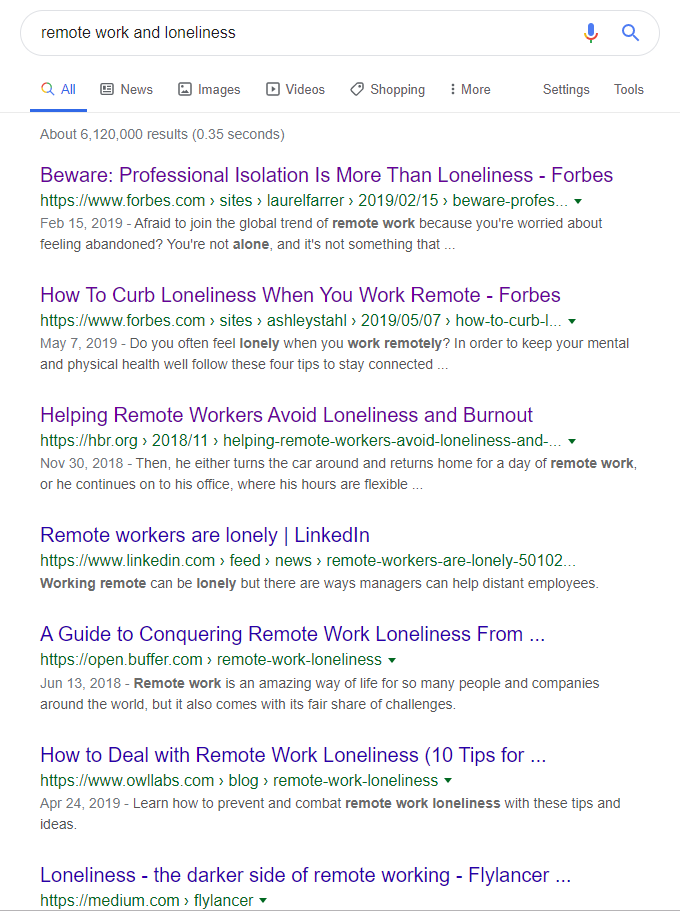 remote work and loneliness
All News Images Videos Shopping More Settings Tools
About 6,120,000 results (0.35 seconds)
Beware: Professional Isolation Is More Than Loneliness - Forbes
https://www.forbes.com › sites › laurelfarrer › 2019/02/15 › beware-profes...
Feb 15, 2019 - Afraid to join the global trend of remote work because you're worried about
feeling abandoned? You're not alone, and it's not something that ...
How To Curb Loneliness When You Work Remote - Forbes
https://www.forbes.com › sites › ashleystahl › 2019/05/07 › how-to-curb-l...
May 7, 2019 - Do you often feel lonely when you work remotely? In order to keep your mental
and physical health well follow these four tips to stay connected ...
Helping Remote Workers Avoid Loneliness and Burnout
https://hbr.org › 2018/11 › helping-remote-workers-avoid-loneliness-and-...
Nov 30, 2018 - Then, he either turns the car around and returns home for a day of remote work,
or he continues on to his office, where his hours are flexible ...
Remote workers are lonely | LinkedIn
https://www.linkedin.com › feed › news › remote-workers-are-lonely-50102...
Working remote can be lonely but there are ways managers can help distant employees.
A Guide to Conquering Remote Work Loneliness From ...
https://open.buffer.com › remote-work-loneliness
Jun 13, 2018 - Remote work is an amazing way of life for so many people and companies
around the world, but it also comes with its fair share of challenges.
How to Deal with Remote Work Loneliness (10 Tips for ...
https://www.owllabs.com › blog › remote-work-loneliness
Apr 24, 2019 - Learn how to prevent and combat remote work loneliness with these tips and
ideas.
Loneliness - the darker side of remote working - Flylancer ...
https://medium.com › flylancer